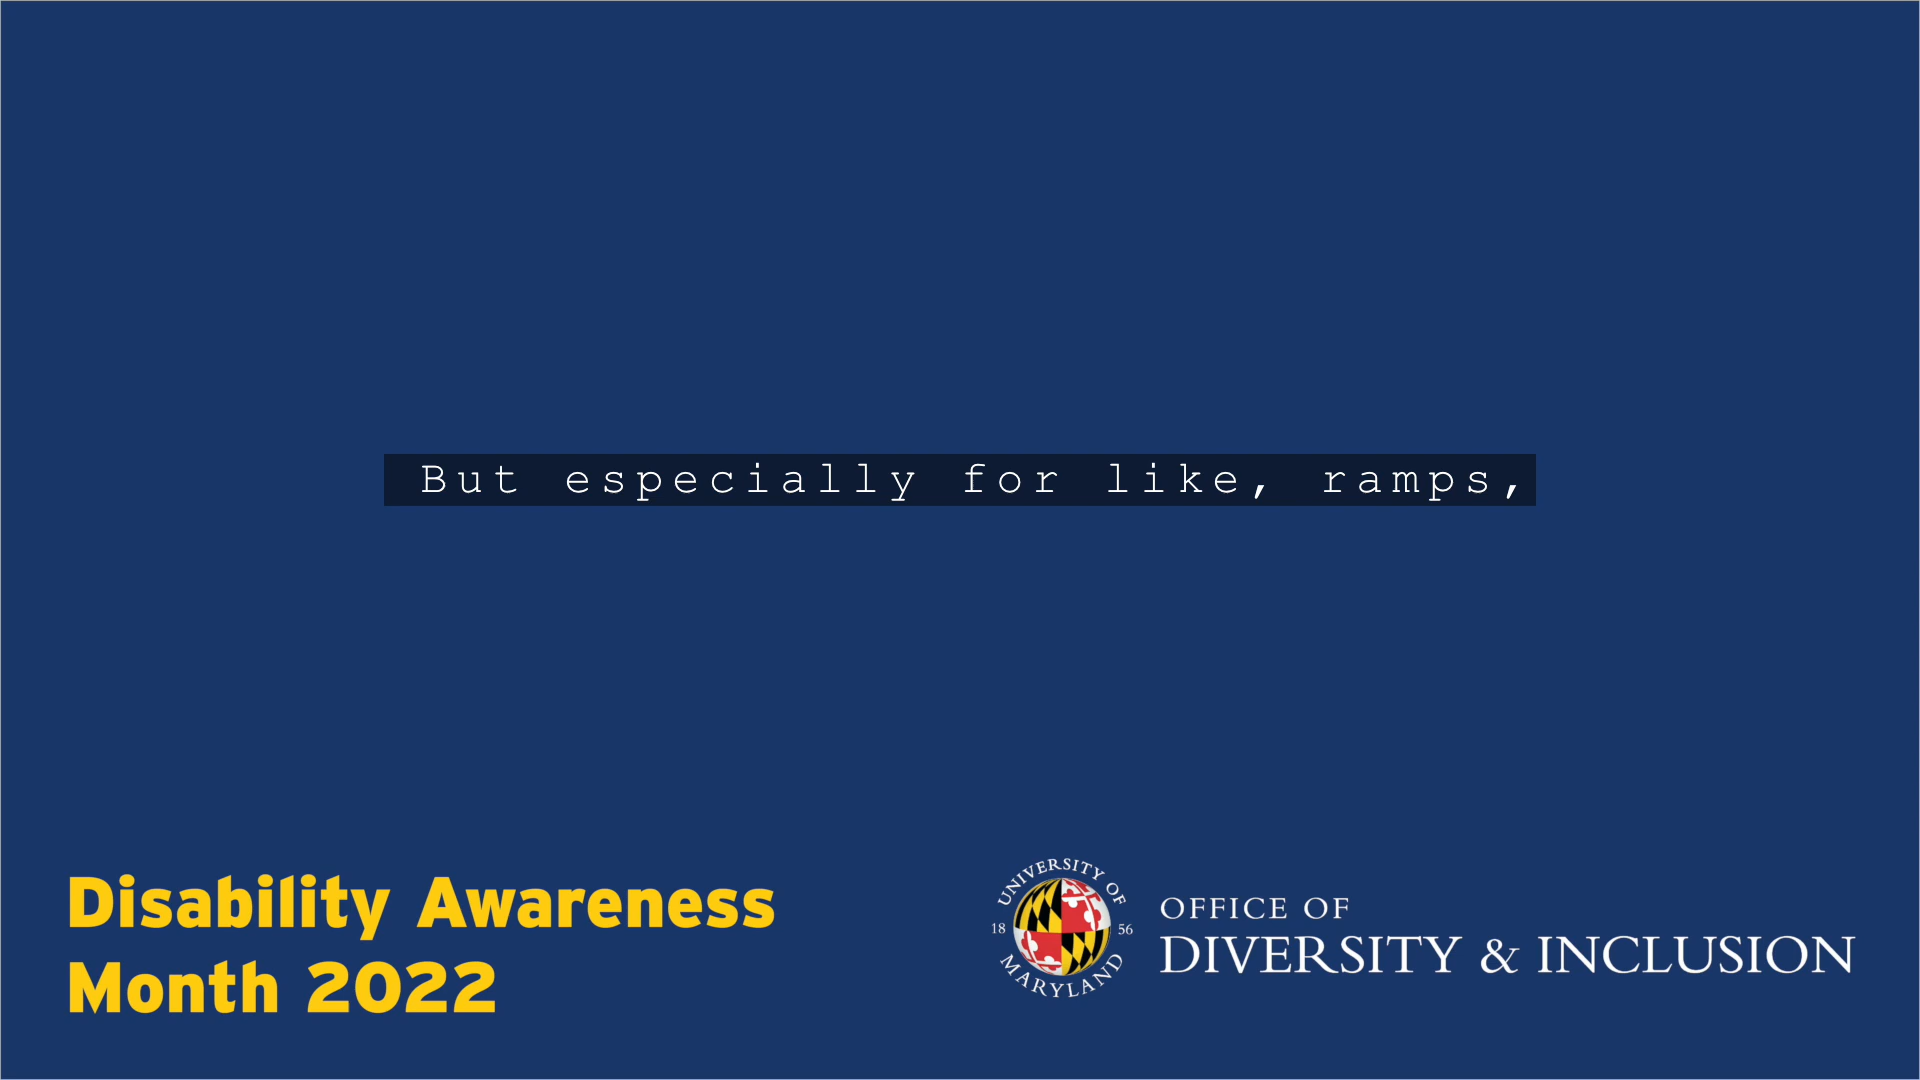 But especially for like, ramps,
Disability Awareness
Month 2022
UNIVERSITY OF
18 56
MARYLAND
OFFICE OF
DIVERSITY & INCLUSION